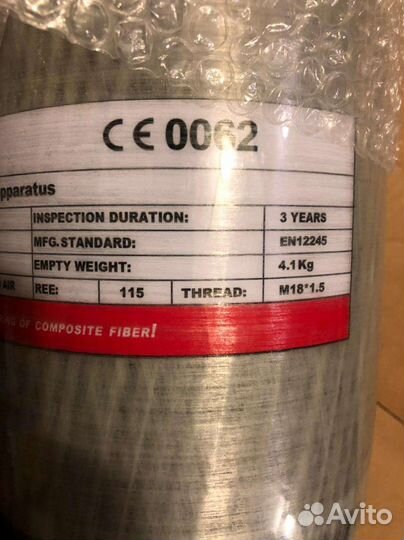 CE 0062
pparatus
INSPECTION DURATION: 3 YEARS
MFG.STANDARD: EN12245
EMPTY WEIGHT: 4.1Kg
AIR REE: 115 THREAD: M18*1.5
RING OF COMPOSITE FIBER!
Avito